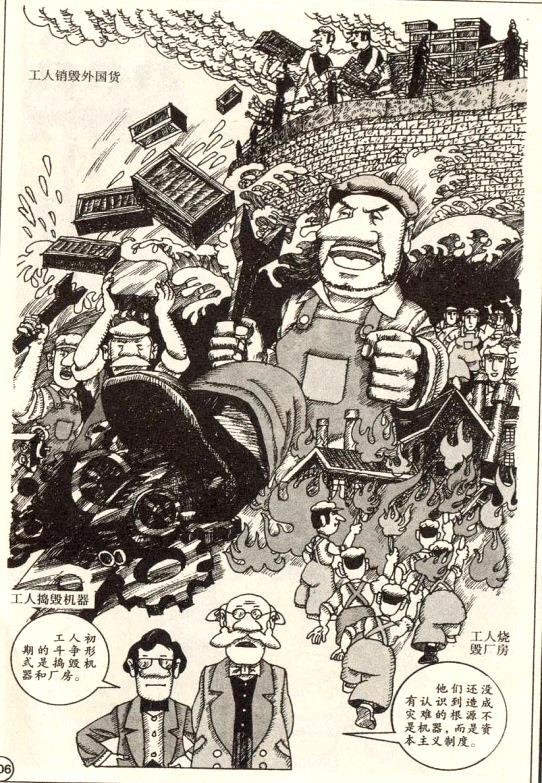 工人销毁外国货
工人捣毁机器
工人初
期的斗争形
式是捣毁机
器和厂房。
工人烧
毁厂房
他们还没
有认识到造成
灾难的根源不
是机器，而是资
本主义制度。
06